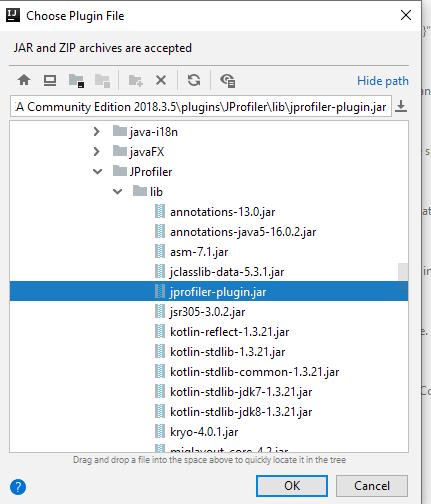 Choose Plugin File
JAR and ZIP archives are accepted
Hide path
A Community Edition 2018.3.5\plugins\JProfiler\lib\jprofiler-plugin.jar
java-i18n
javaFX
JProfiler
lib
annotations-13.0.jar
annotations-java5-16.0.2.jar
asm-7.1.jar
jclasslib-data-5.3.1.jar
jprofiler-plugin.jar
jsr305-3.0.2.jar
kotlin-reflect-1.3.21.jar
kotlin-stdlib-1.3.21.jar
kotlin-stdlib-common-1.3.21.jar
kotlin-stdlib-jdk7-1.3.21.jar
kotlin-stdlib-jdk8-1.3.21.jar
kryo-4.0.1.jar
miglayout-core-4.2.jar
Drag and drop a file into the space above to quickly locate it in the tree
?
OK
Cancel